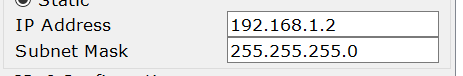 Static
IP Address 192.168.1.2
Subnet Mask 255.255.255.0